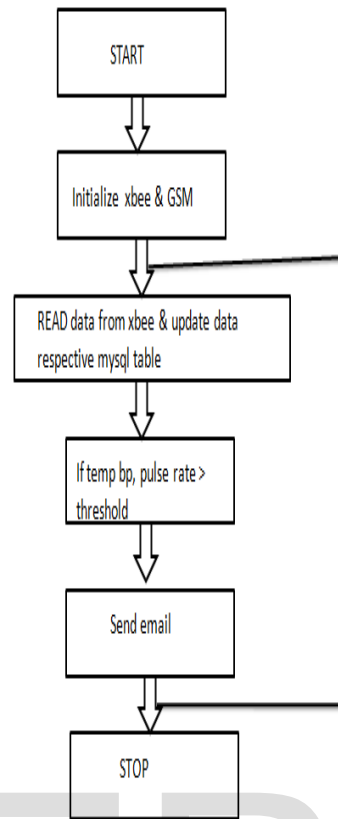 START
Initialize xbee & GSM
READ data from xbee & update data
respective mysql table
If temp bp, pulse rate >
threshold
Send email
STOP